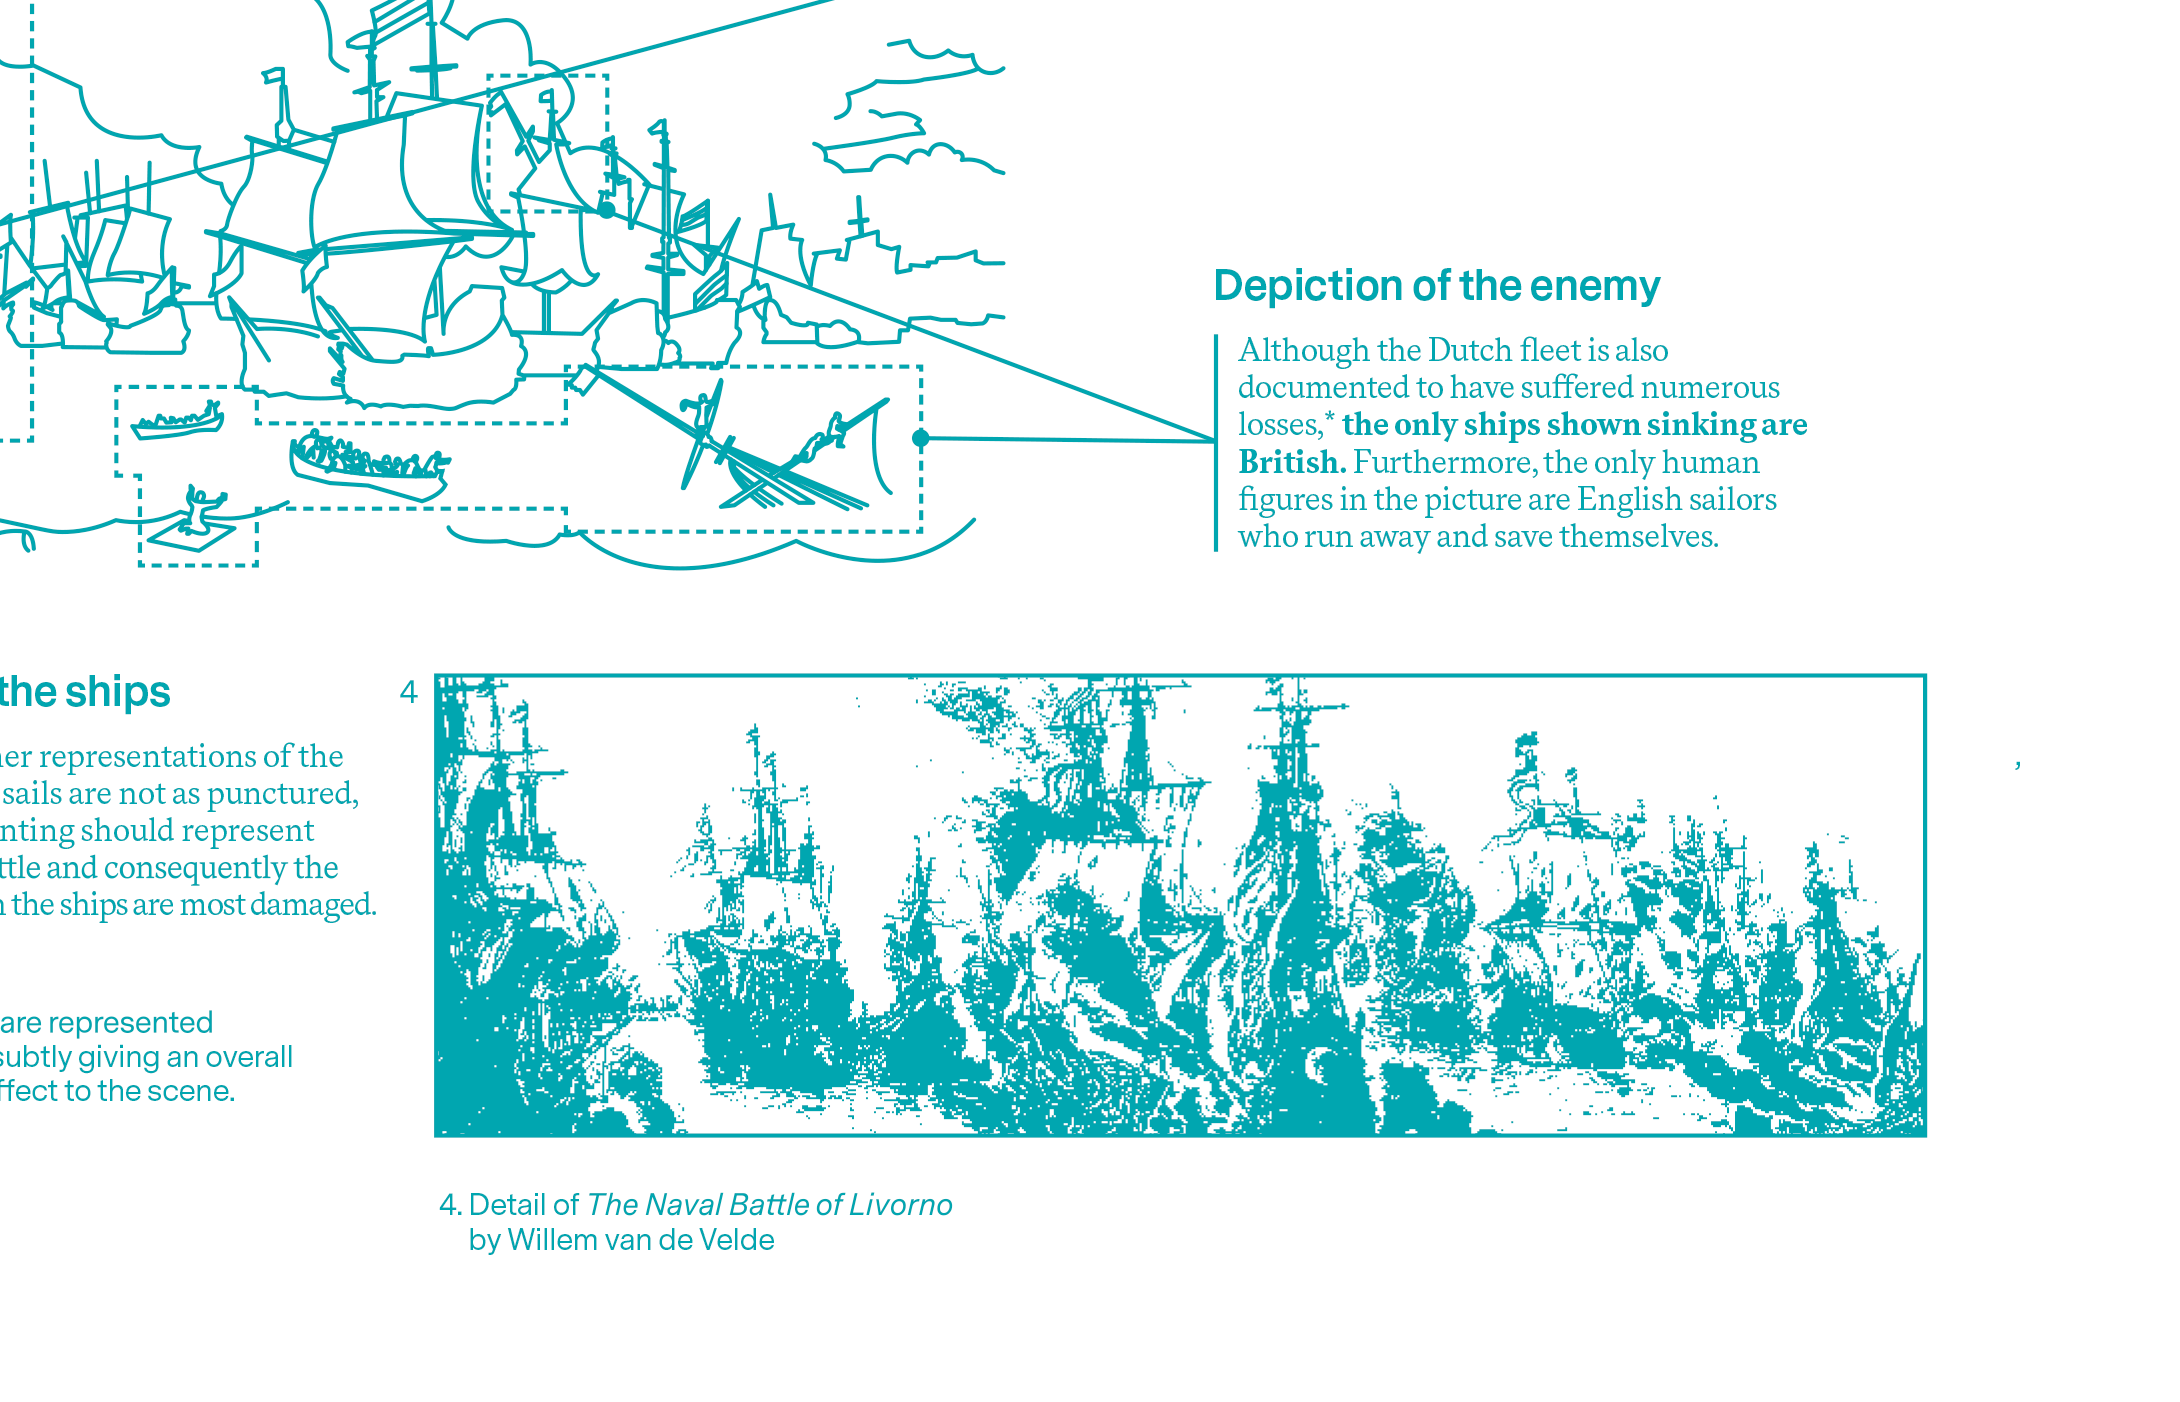 Depiction of the enemy
Although the Dutch fleet is also
documented to have suffered numerous
losses,* the only ships shown sinking are
British. Furthermore, the only human
figures in the picture are English sailors
who run away and save themselves.
the ships
representations of the
sails are not as punctured,
should represent
and consequently the
the ships are most damaged.
are represented
subtly giving an overall
to the scene.
4
,
4. Detail of The Naval Battle of Livorno
by Willem van de Velde